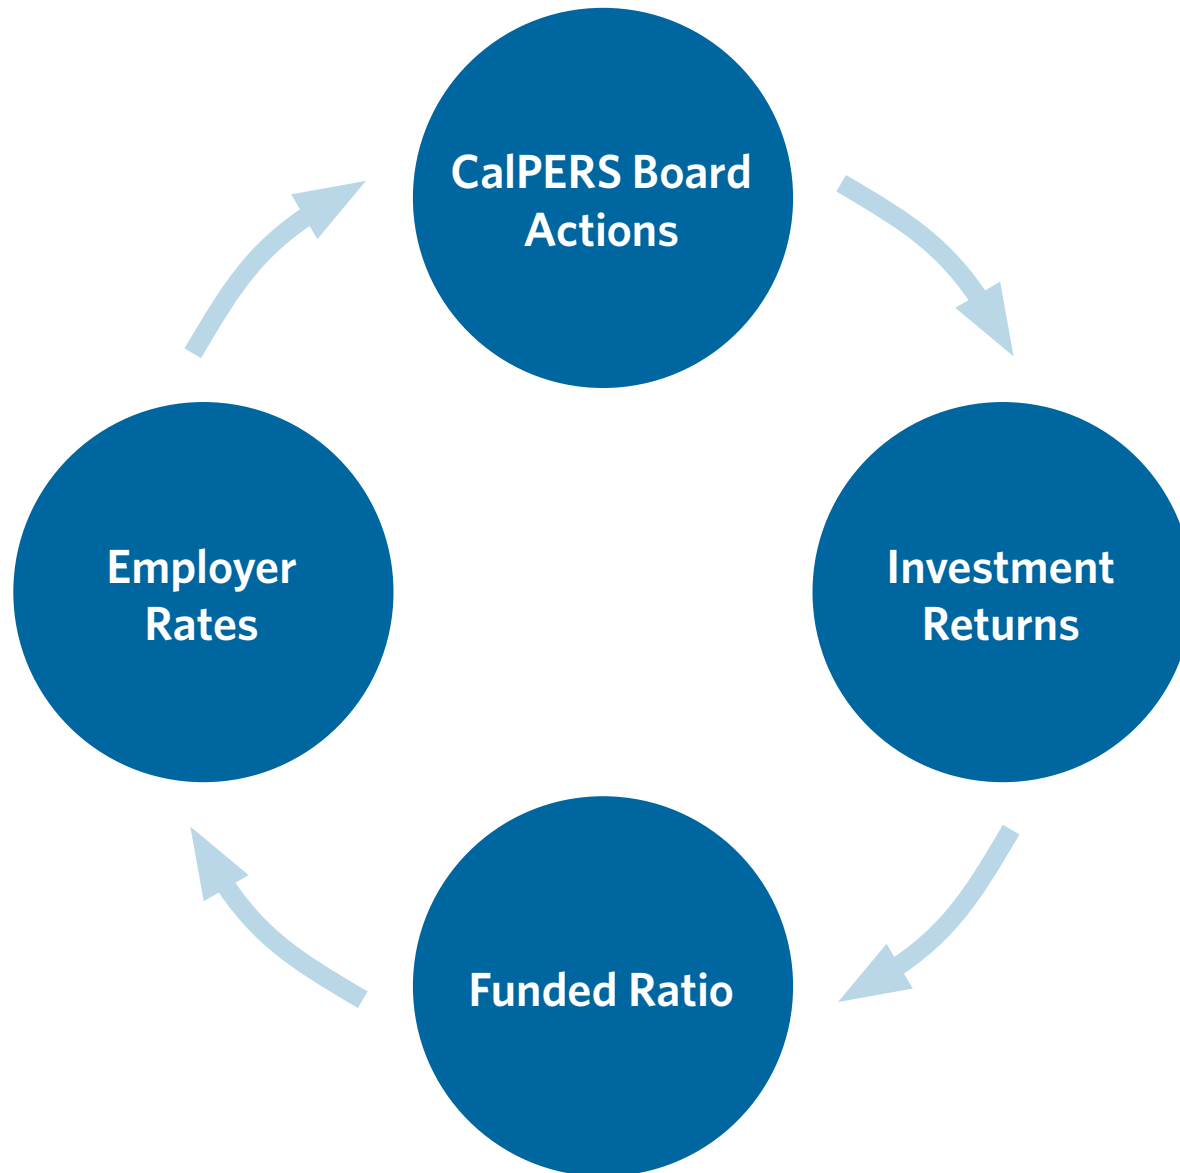 CalPERS Board
Actions
Investment
Returns
Funded Ratio
Employer
Rates